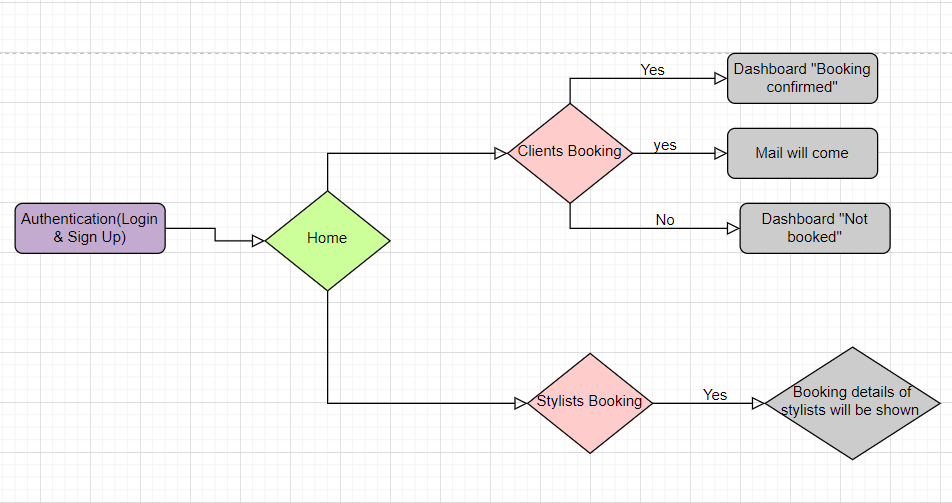 Yes
Dashboard "Booking
confirmed"
Clients Booking
yes
Mail will come
Authentication(Login
& Sign Up)
Home
No
Dashboard "Not
booked"
Stylists Booking
Yes
Booking details of
stylists will be shown